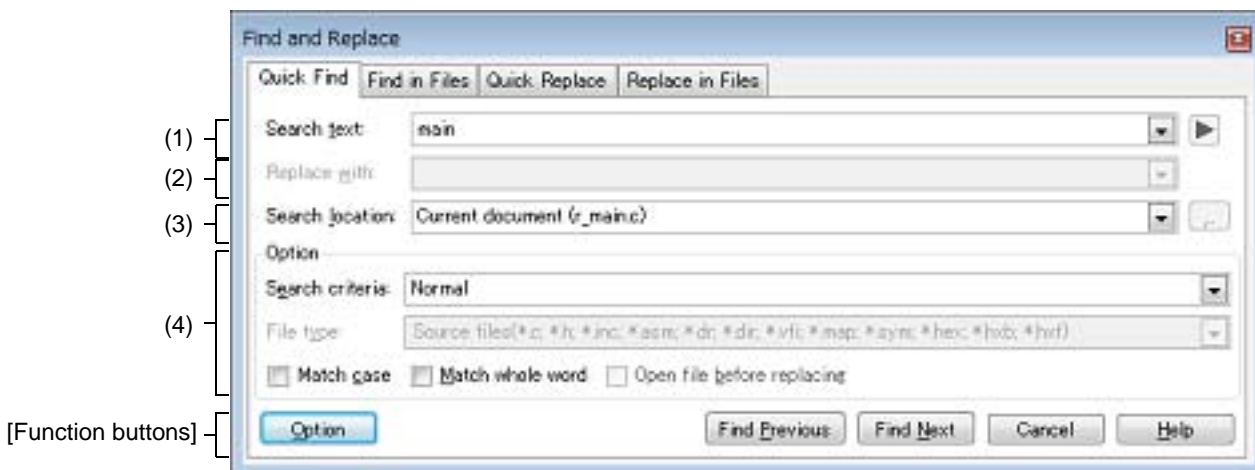 Find and Replace
Quick Find Find in Files Quick Replace Replace in Files
(1) Search text: main
(2) Replace with:
(3) Search location: Current document (r_main.c)
Option
Search criteria: Normal
(4) File type: Source files(*.c; *.h; *.inc; *.asm; *.dr; *.dir; *.vfi; *.map; *.sym; *.hex; *.hxb; *.hxf)
Match case Match whole word Open file before replacing
[Function buttons] Option Find Previous Find Next Cancel Help